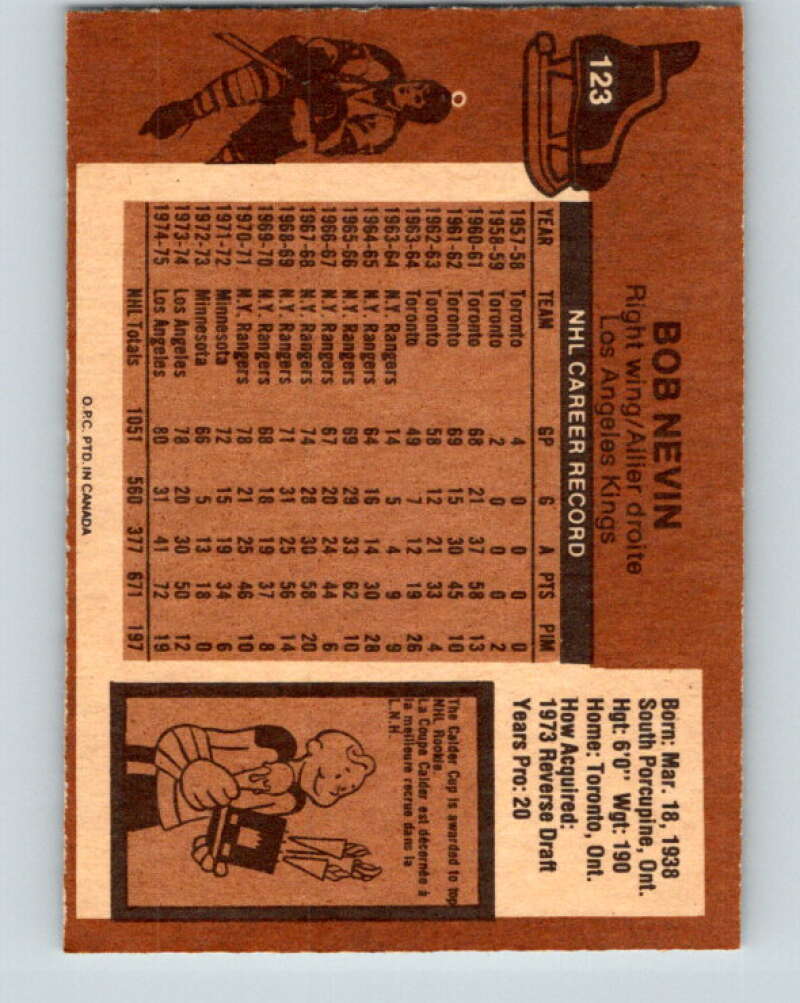 123
BOB NEVIN
Right wing/Ailier droite
Los Angeles Kings
NHL CAREER RECORD
YEAR TEAM GP G A PTS PIM
1957-58 Toronto 4 0 0 0 0
1958-59 Toronto 2 0 0 0 2
1960-61 Toronto 68 21 37 58 13
1961-62 Toronto 69 15 30 45 10
1962-63 Toronto 58 12 21 33 4
1963-64 Toronto 49 7 12 19 26
1963-64 N.Y. Rangers 14 5 4 9 9
1964-65 N.Y. Rangers 64 16 14 30 28
1965-66 N.Y. Rangers 69 29 33 62 10
1966-67 N.Y. Rangers 67 20 24 44 6
1967-68 N.Y. Rangers 74 28 30 58 20
1968-69 N.Y. Rangers 71 31 25 56 14
1969-70 N.Y. Rangers 68 18 19 37 8
1970-71 N.Y. Rangers 78 21 25 46 10
1971-72 Minnesota 72 15 19 34 6
1972-73 Minnesota 66 5 13 18 0
1973-74 Los Angeles 78 20 30 50 12
1974-75 Los Angeles 80 31 41 72 19
NHL Totals 1051 560 377 671 197
O.P.C. PTD. IN CANADA
Born: Mar. 18, 1938
South Porcupine, Ont.
Hgt: 6'0" Wgt: 190
Home: Toronto, Ont.
How Acquired:
1973 Reverse Draft
Years Pro: 20
The Calder Cup is awarded to top
NHL Rookie.
La Coupe Calder est décernée à
la meilleure recrue dans la
L.N.H.